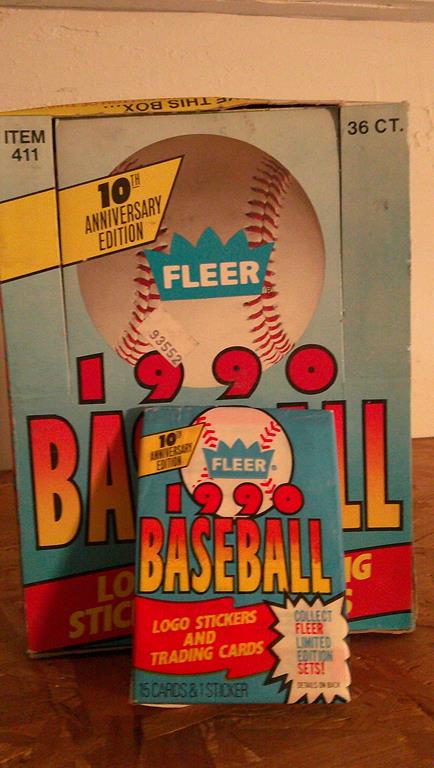 VE THIS BOX...
ITEM
411
36 CT.
10TH
ANNIVERSARY
EDITION
FLEER
93552
1990
BA LL
LO NG
STIC S
10TH
ANNIVERSARY
EDITION
FLEER®
1990
BASEBALL
LOGO STICKERS
AND
TRADING CARDS
COLLECT
FLEER
LIMITED
EDITION
SETS!
DETAILS ON BACK
15 CARDS & 1 STICKER